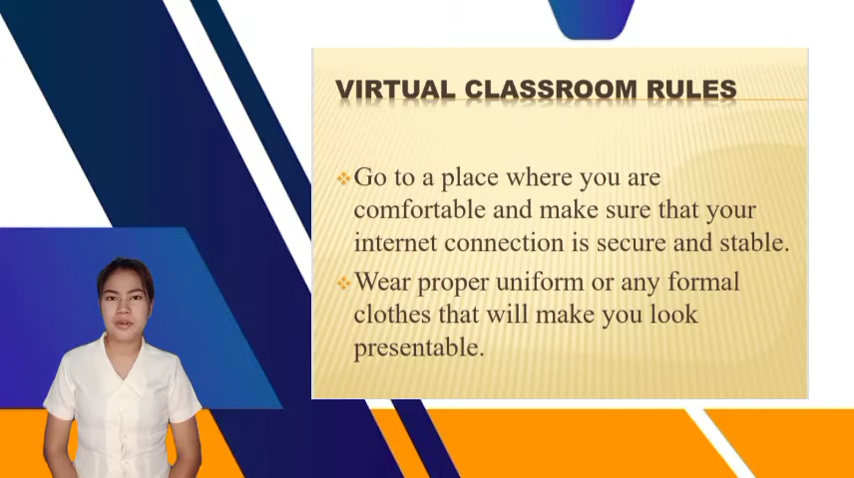 VIRTUAL CLASSROOM RULES
Go to a place where you are
comfortable and make sure that your
internet connection is secure and stable.
Wear proper uniform or any formal
clothes that will make you look
presentable.